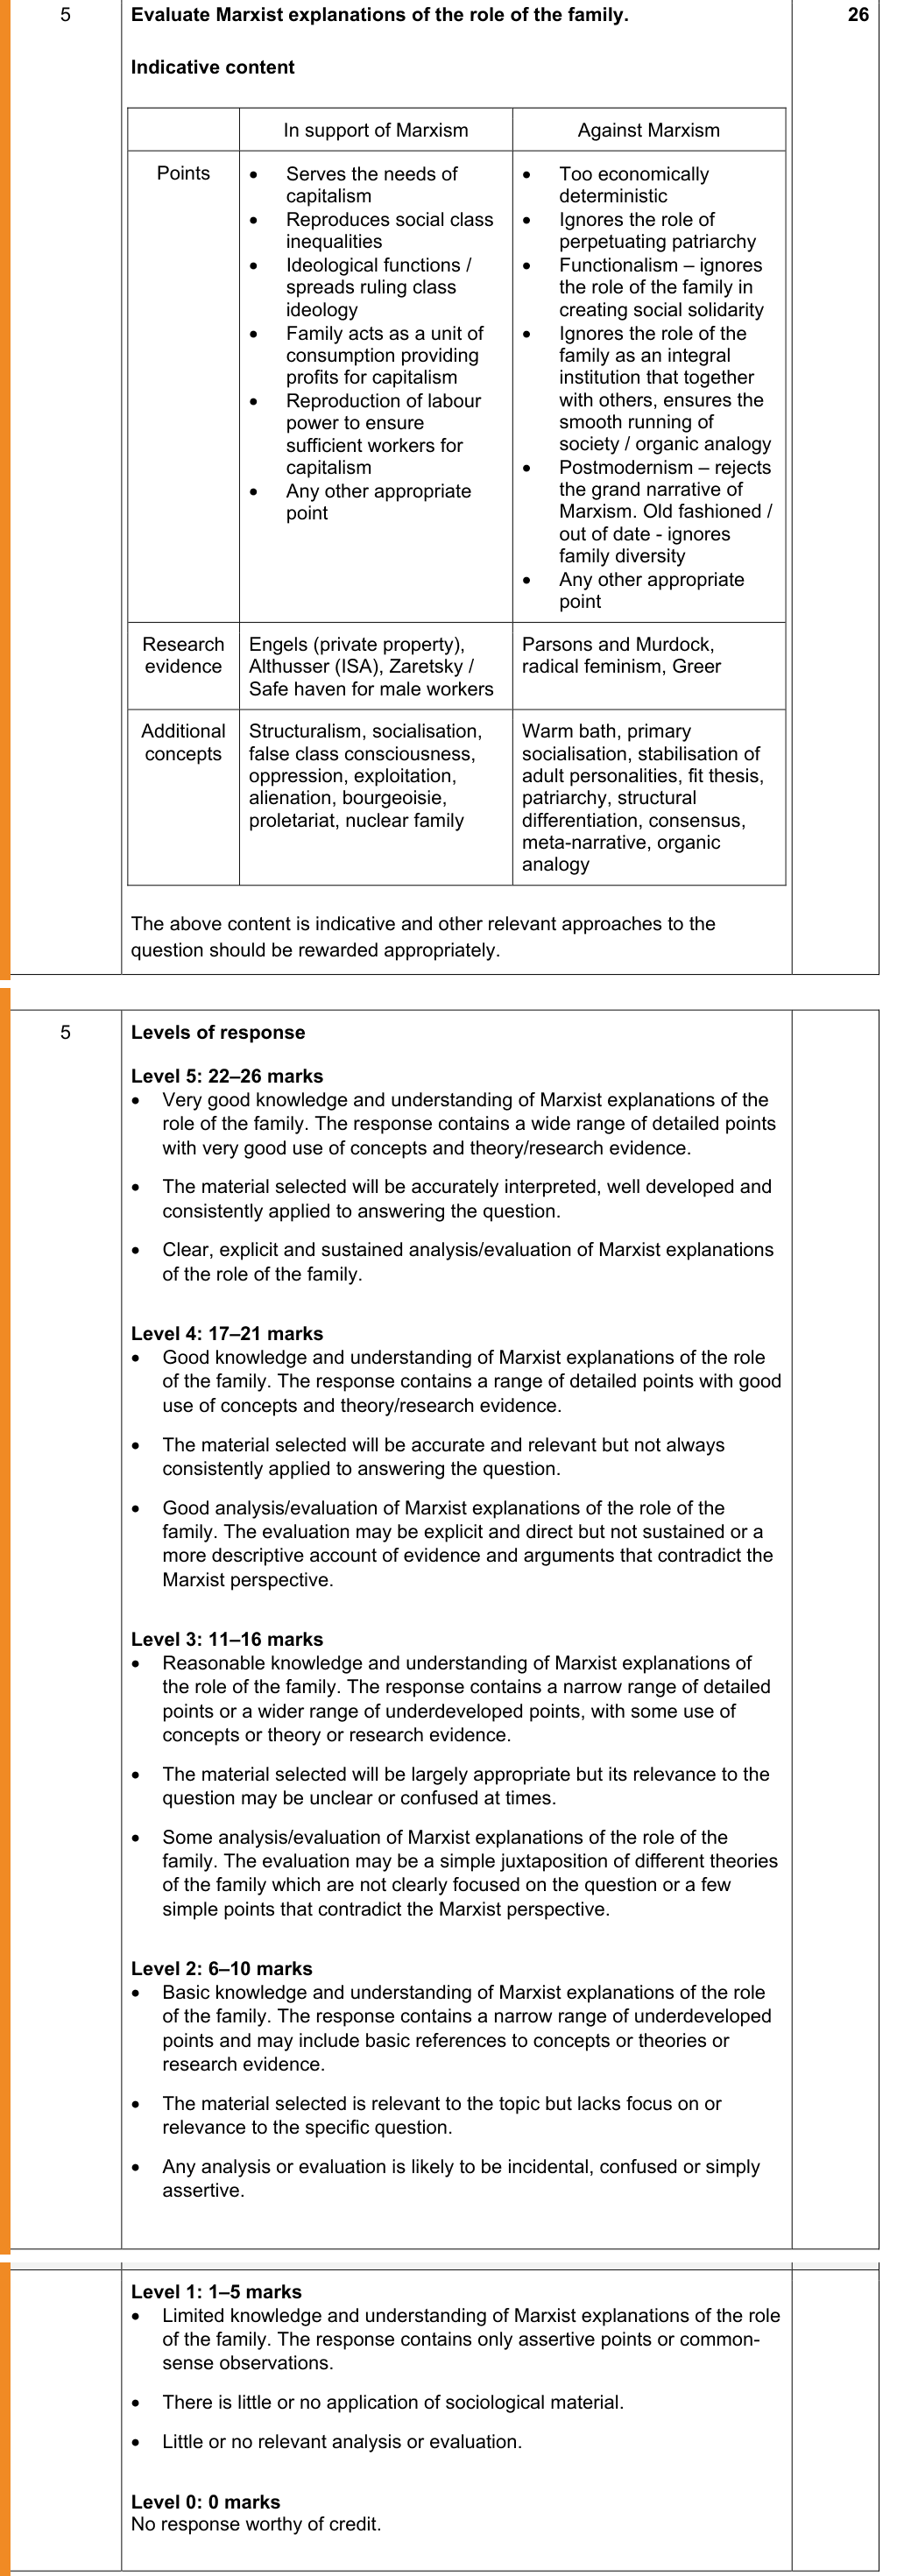 5
Evaluate Marxist explanations of the role of the family.
26
Indicative content
In support of Marxism
Against Marxism
Points
• Serves the needs of
capitalism
• Reproduces social class
inequalities
• Ideological functions /
spreads ruling class
ideology
• Family acts as a unit of
consumption providing
profits for capitalism
• Reproduction of labour
power to ensure
sufficient workers for
capitalism
• Any other appropriate
point
• Too economically
deterministic
• Ignores the role of
perpetuating patriarchy
• Functionalism – ignores
the role of the family in
creating social solidarity
• Ignores the role of the
family as an integral
institution that together
with others, ensures the
smooth running of
society / organic analogy
• Postmodernism – rejects
the grand narrative of
Marxism. Old fashioned /
out of date - ignores
family diversity
• Any other appropriate
point
Research
evidence
Engels (private property),
Althusser (ISA), Zaretsky /
Safe haven for male workers
Parsons and Murdock,
radical feminism, Greer
Additional
concepts
Structuralism, socialisation,
false class consciousness,
oppression, exploitation,
alienation, bourgeoisie,
proletariat, nuclear family
Warm bath, primary
socialisation, stabilisation of
adult personalities, fit thesis,
patriarchy, structural
differentiation, consensus,
meta-narrative, organic
analogy
The above content is indicative and other relevant approaches to the
question should be rewarded appropriately.
5
Levels of response
Level 5: 22–26 marks
• Very good knowledge and understanding of Marxist explanations of the
role of the family. The response contains a wide range of detailed points
with very good use of concepts and theory/research evidence.
• The material selected will be accurately interpreted, well developed and
consistently applied to answering the question.
• Clear, explicit and sustained analysis/evaluation of Marxist explanations
of the role of the family.
Level 4: 17–21 marks
• Good knowledge and understanding of Marxist explanations of the role
of the family. The response contains a range of detailed points with good
use of concepts and theory/research evidence.
• The material selected will be accurate and relevant but not always
consistently applied to answering the question.
• Good analysis/evaluation of Marxist explanations of the role of the
family. The evaluation may be explicit and direct but not sustained or a
more descriptive account of evidence and arguments that contradict the
Marxist perspective.
Level 3: 11–16 marks
• Reasonable knowledge and understanding of Marxist explanations of
the role of the family. The response contains a narrow range of detailed
points or a wider range of underdeveloped points, with some use of
concepts or theory or research evidence.
• The material selected will be largely appropriate but its relevance to the
question may be unclear or confused at times.
• Some analysis/evaluation of Marxist explanations of the role of the
family. The evaluation may be a simple juxtaposition of different theories
of the family which are not clearly focused on the question or a few
simple points that contradict the Marxist perspective.
Level 2: 6–10 marks
• Basic knowledge and understanding of Marxist explanations of the role
of the family. The response contains a narrow range of underdeveloped
points and may include basic references to concepts or theories or
research evidence.
• The material selected is relevant to the topic but lacks focus on or
relevance to the specific question.
• Any analysis or evaluation is likely to be incidental, confused or simply
assertive.
Level 1: 1–5 marks
• Limited knowledge and understanding of Marxist explanations of the role
of the family. The response contains only assertive points or common-
sense observations.
• There is little or no application of sociological material.
• Little or no relevant analysis or evaluation.
Level 0: 0 marks
No response worthy of credit.